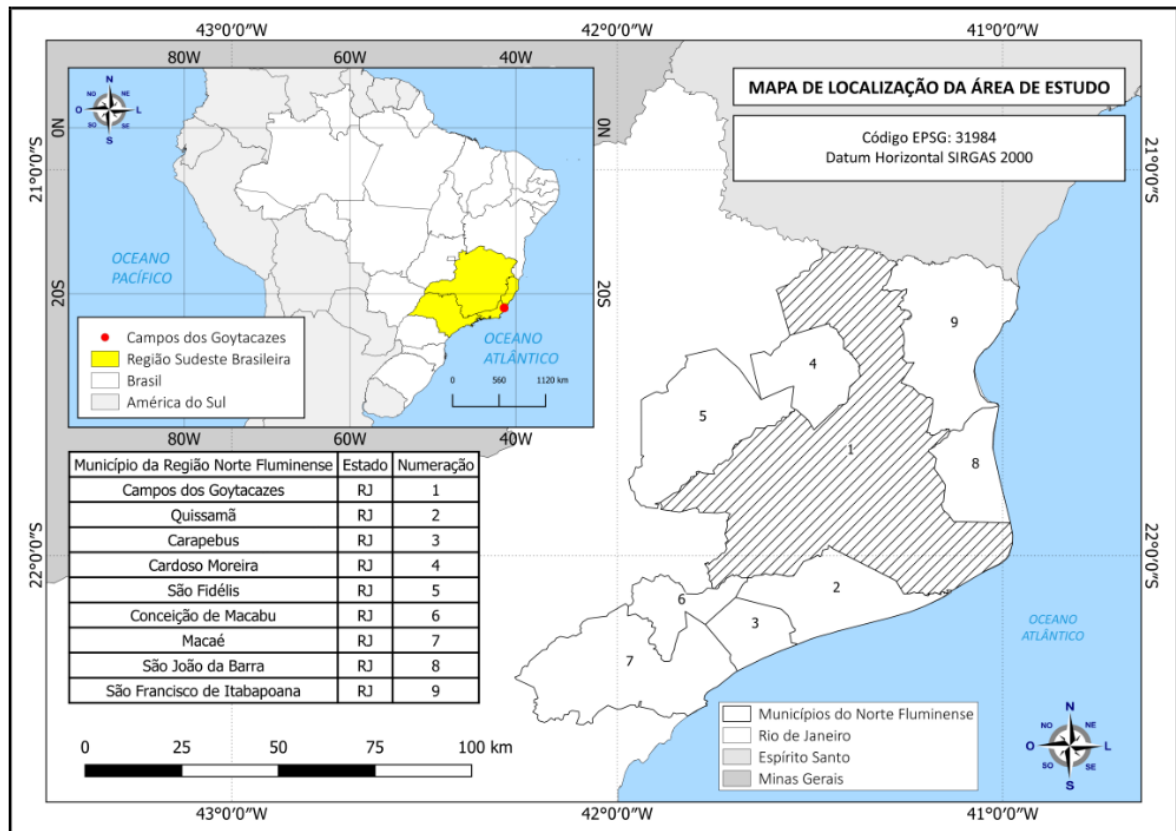 43°0'0"W 42°0'0"W 41°0'0"W
80W 60W 40W
N
NO NE
O L
SO SE
S
0N 0N
21°0'0"S 21°0'0"S
MAPA DE LOCALIZAÇÃO DA ÁREA DE ESTUDO
Código EPSG: 31984
Datum Horizontal SIRGAS 2000
OCEANO
PACÍFICO
20S 20S
OCEANO
ATLÂNTICO
Campos dos Goytacazes
Região Sudeste Brasileira
Brasil
América do Sul
0 560 1120 km
80W 60W 40W
9
4
5
1
8
2
6
3
7
Município da Região Norte Fluminense Estado Numeração
Campos dos Goytacazes RJ 1
Quissamã RJ 2
Carapebus RJ 3
Cardoso Moreira RJ 4
São Fidélis RJ 5
Conceição de Macabu RJ 6
Macaé RJ 7
São João da Barra RJ 8
São Francisco de Itabapoana RJ 9
22°0'0"S 22°0'0"S
OCEANO
ATLÂNTICO
0 25 50 75 100 km
Municípios do Norte Fluminense
Rio de Janeiro
Espírito Santo
Minas Gerais
N
NO NE
O L
SO SE
S
43°0'0"W 42°0'0"W 41°0'0"W